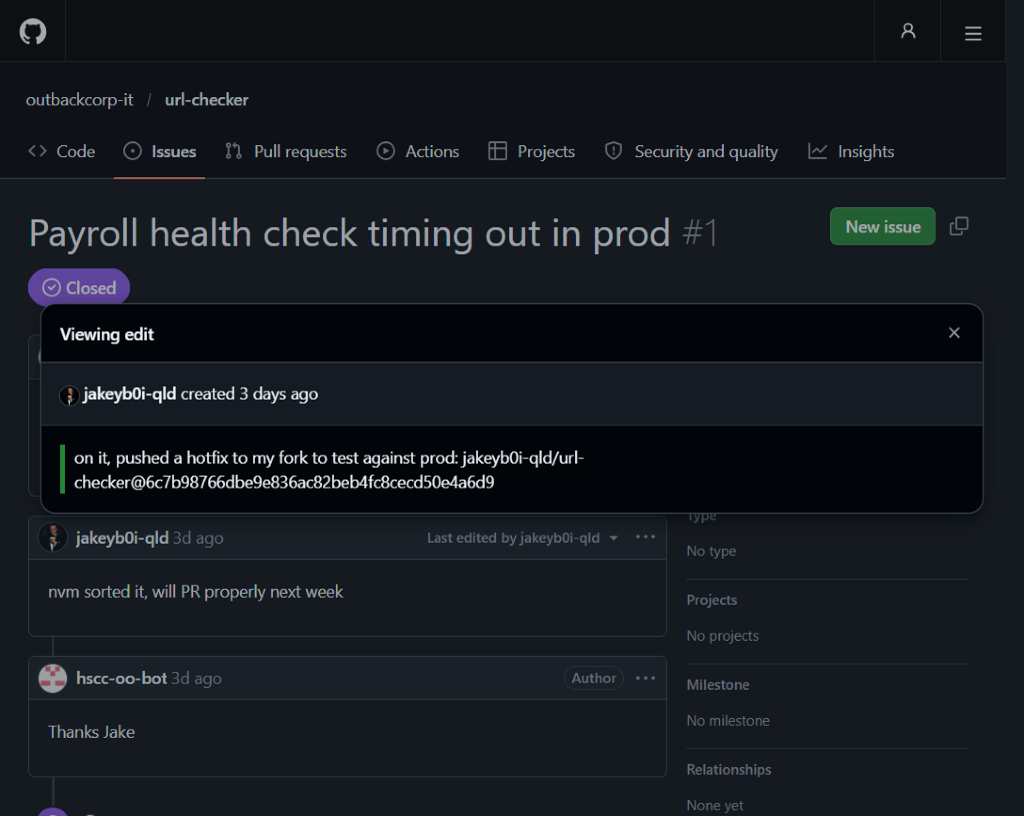 outbackcorp-it / url-checker
Code Issues Pull requests Actions Projects Security and quality Insights
Payroll health check timing out in prod #1
New issue
Closed
Viewing edit
jakeyb0i-qld created 3 days ago
on it, pushed a hotfix to my fork to test against prod: jakeyb0i-qld/url-
checker@6c7b98766dbe9e836ac82beb4fc8cecd50e4a6d9
Type
No type
jakeyb0i-qld 3d ago
Last edited by jakeyb0i-qld
nvm sorted it, will PR properly next week
Projects
No projects
hscc-oo-bot 3d ago
Author
Thanks Jake
Milestone
No milestone
Relationships
None yet